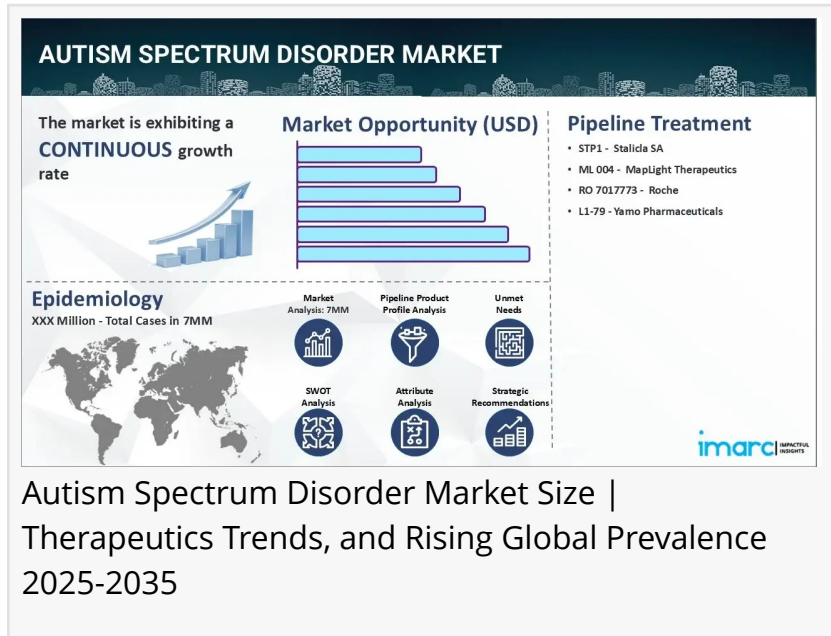 AUTISM SPECTRUM DISORDER MARKET
The market is exhibiting a
CONTINUOUS growth
rate
Market Opportunity (USD)
Pipeline Treatment
• STP1 - Stalicla SA
• ML 004 - MapLight Therapeutics
• RO 7017773 - Roche
• L1-79 - Yamo Pharmaceuticals
Epidemiology
XXX Million - Total Cases in 7MM
Market
Analysis: 7MM
Pipeline Product
Profile Analysis
Unmet
Needs
SWOT
Analysis
Attribute
Analysis
Strategic
Recommendations
imarc IMPACTFUL
INSIGHTS
Autism Spectrum Disorder Market Size |
Therapeutics Trends, and Rising Global Prevalence
2025-2035